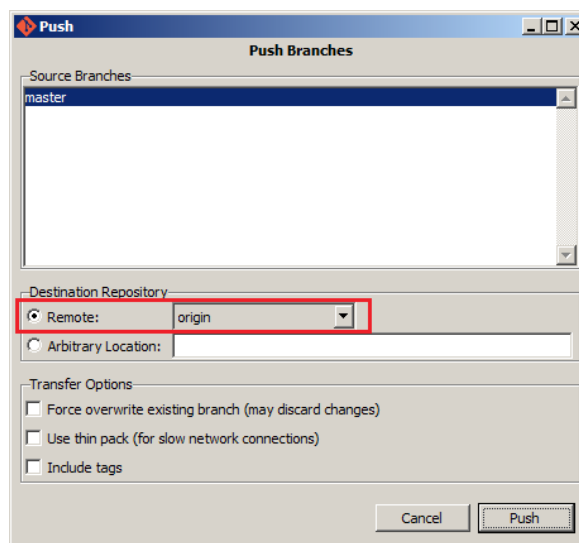 Push
Push Branches
Source Branches
master
Destination Repository
Remote: origin
Arbitrary Location:
Transfer Options
Force overwrite existing branch (may discard changes)
Use thin pack (for slow network connections)
Include tags
Cancel Push